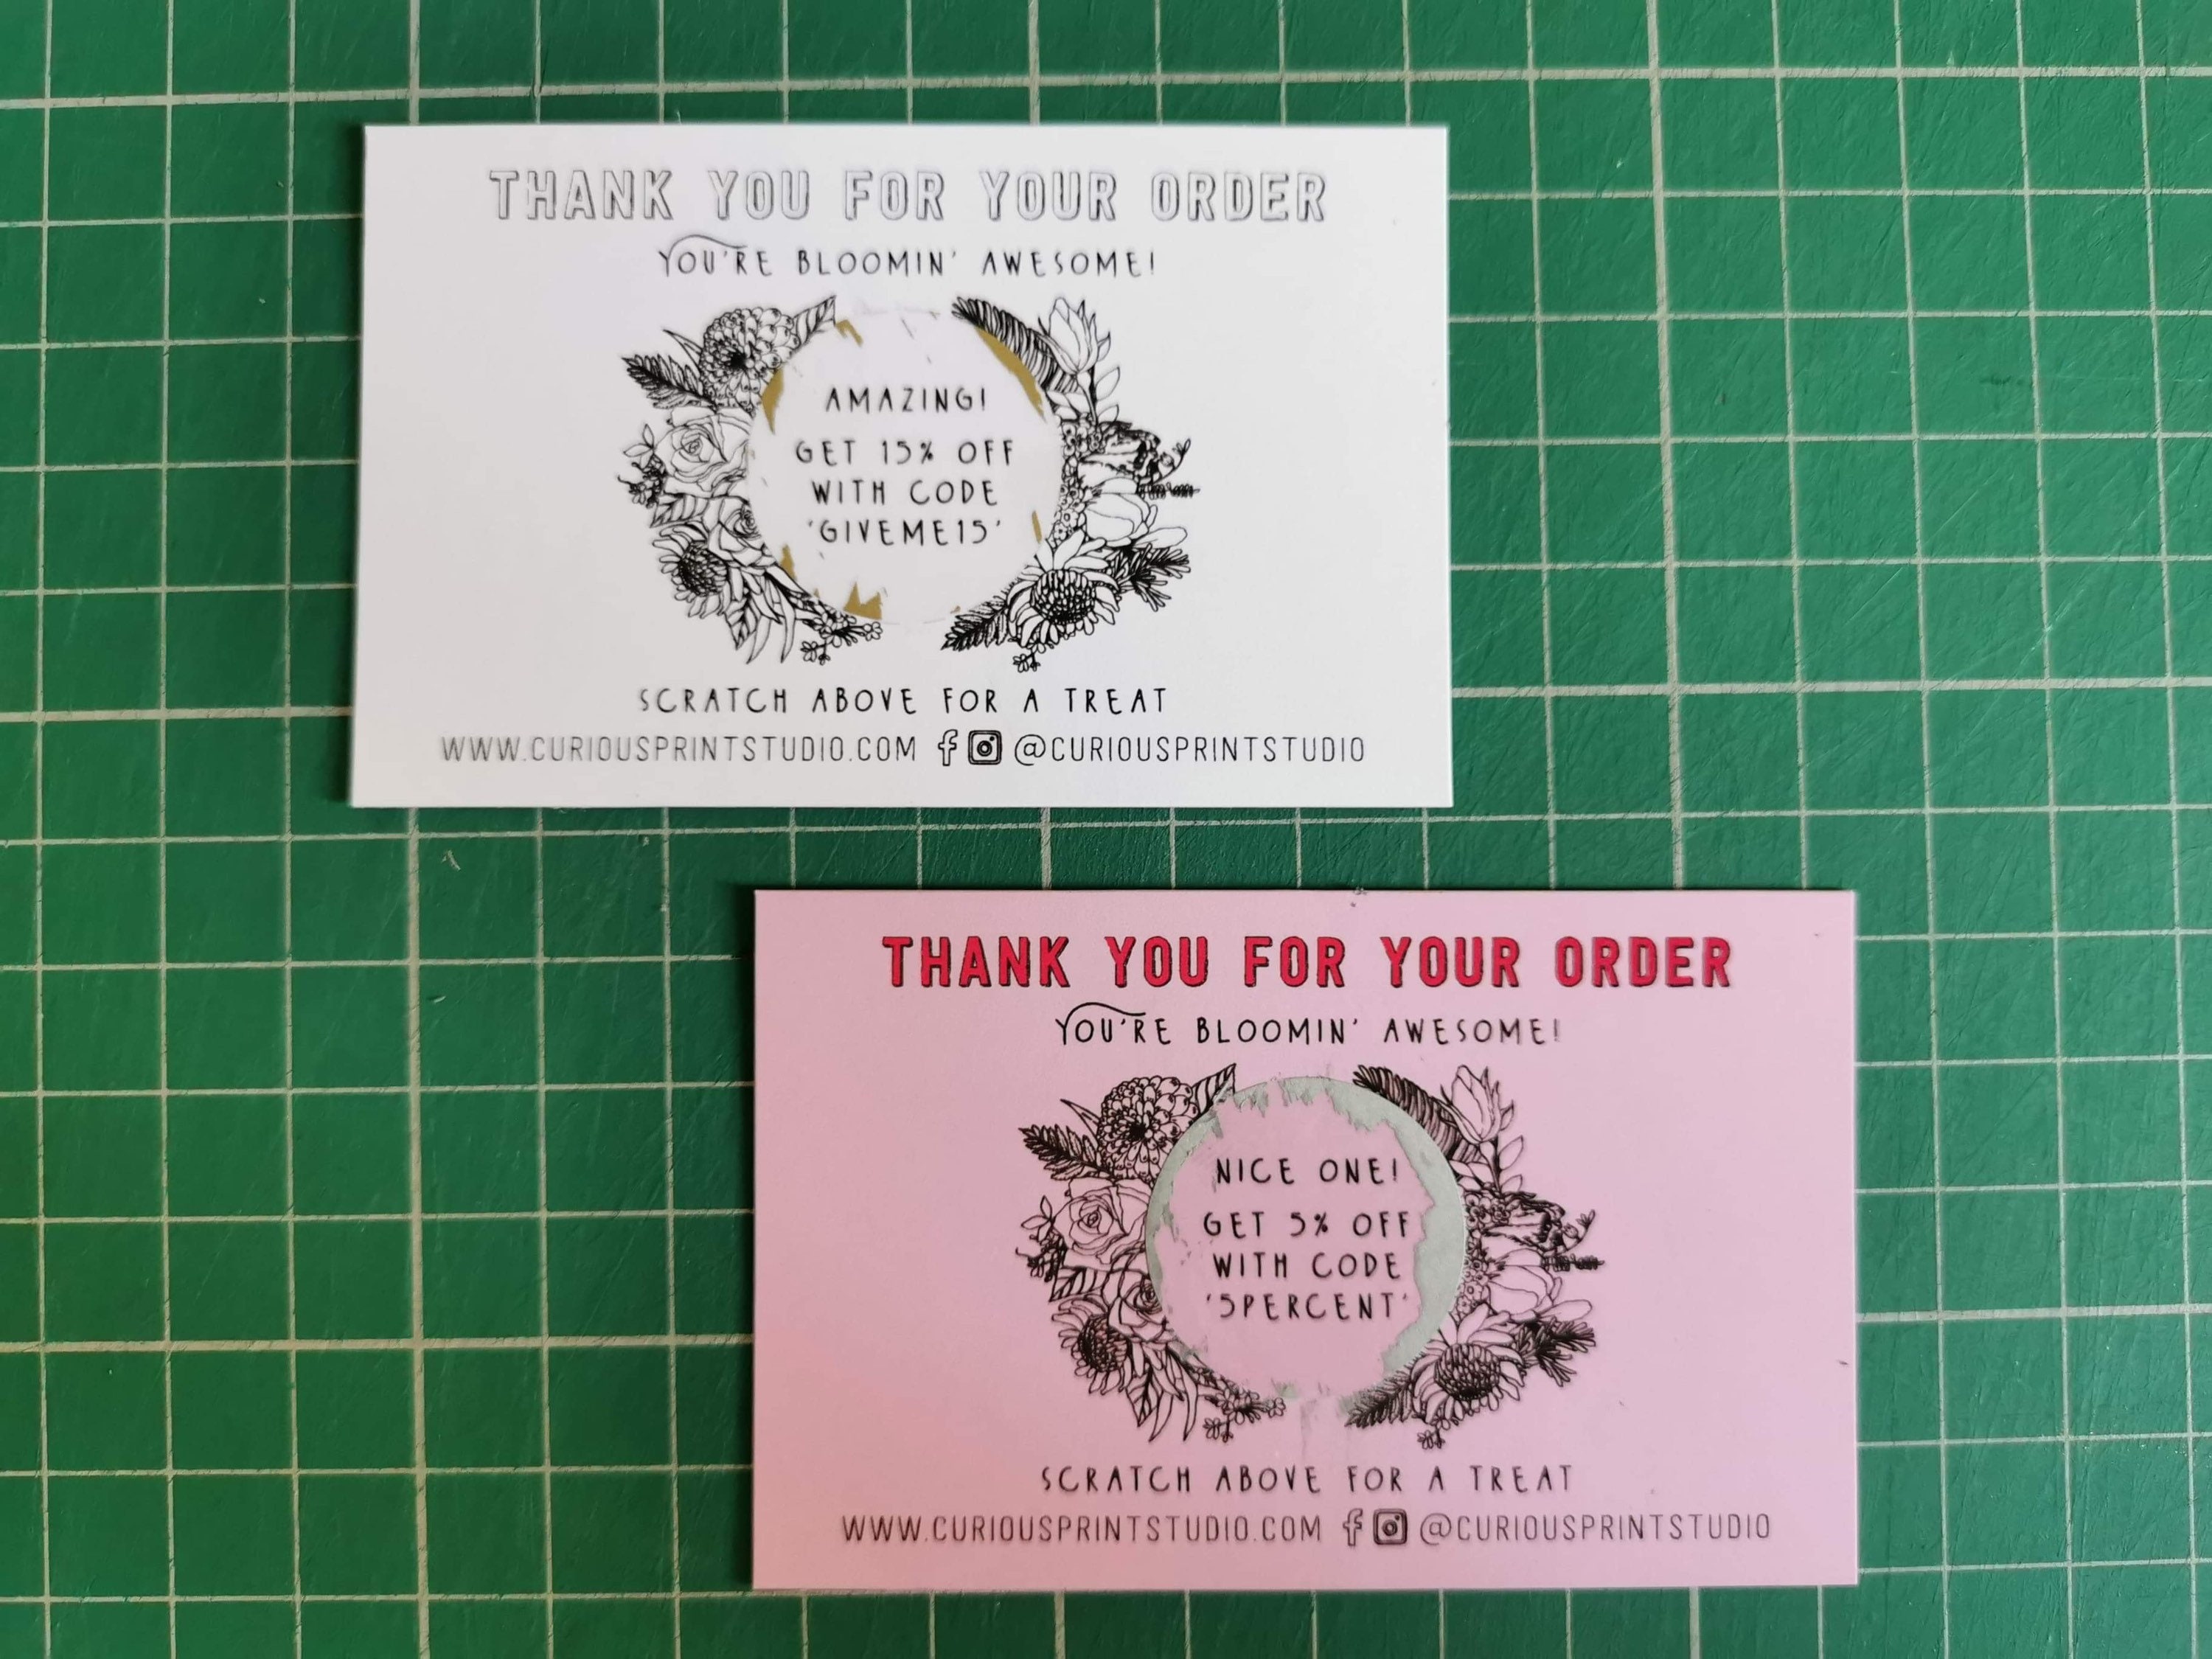 THANK YOU FOR YOUR ORDER
YOU'RE BLOOMIN' AWESOME!
AMAZING!
GET 15% OFF
WITH CODE
'GIVEME15'
SCRATCH ABOVE FOR A TREAT
WWW.CURIOUSPRINTSTUDIO.COM @CURIOUSPRINTSTUDIO
THANK YOU FOR YOUR ORDER
YOU'RE BLOOMIN' AWESOME!
NICE ONE!
GET 5% OFF
WITH CODE
'5PERCENT'
SCRATCH ABOVE FOR A TREAT
WWW.CURIOUSPRINTSTUDIO.COM @CURIOUSPRINTSTUDIO